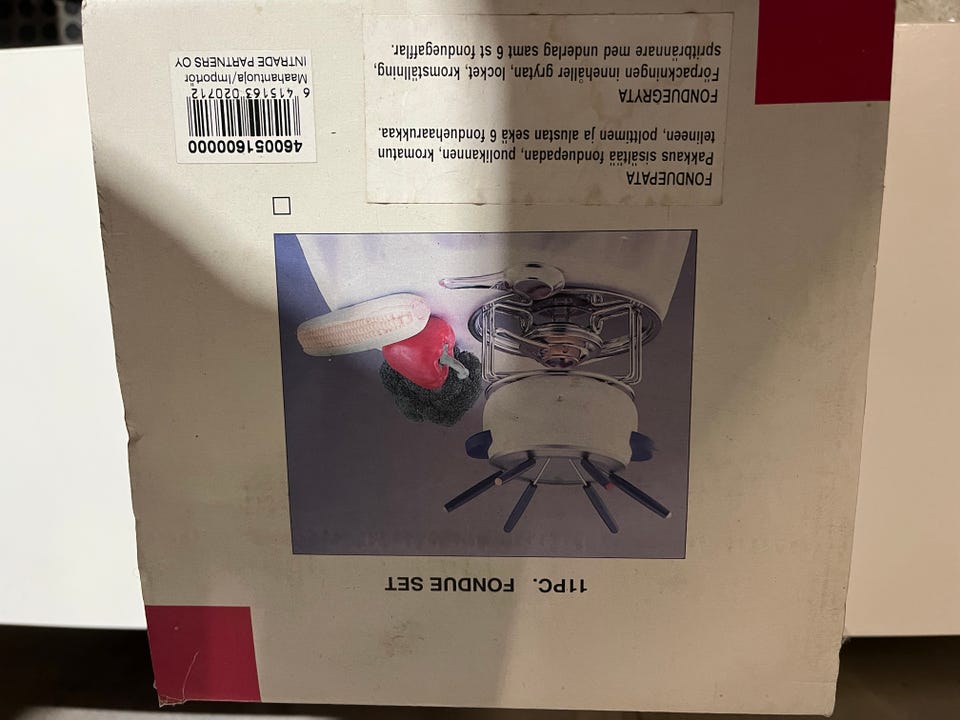 11PC. FONDUE SET
FONDUEPATA
Pakkaus sisältää fonduepadan, puolikannen, kromatun
telineen, polttimen ja alustan sekä 6 fonduehaarukkaa.
FONDUEGRYTA
Förpackningen innehåller grytan, locket, kromställning,
spritbrännare med underlag samt 6 st fonduegafflar.
460051600000
6 415163 020712
Maahantuoja/Importör
INTRADE PARTNERS OY